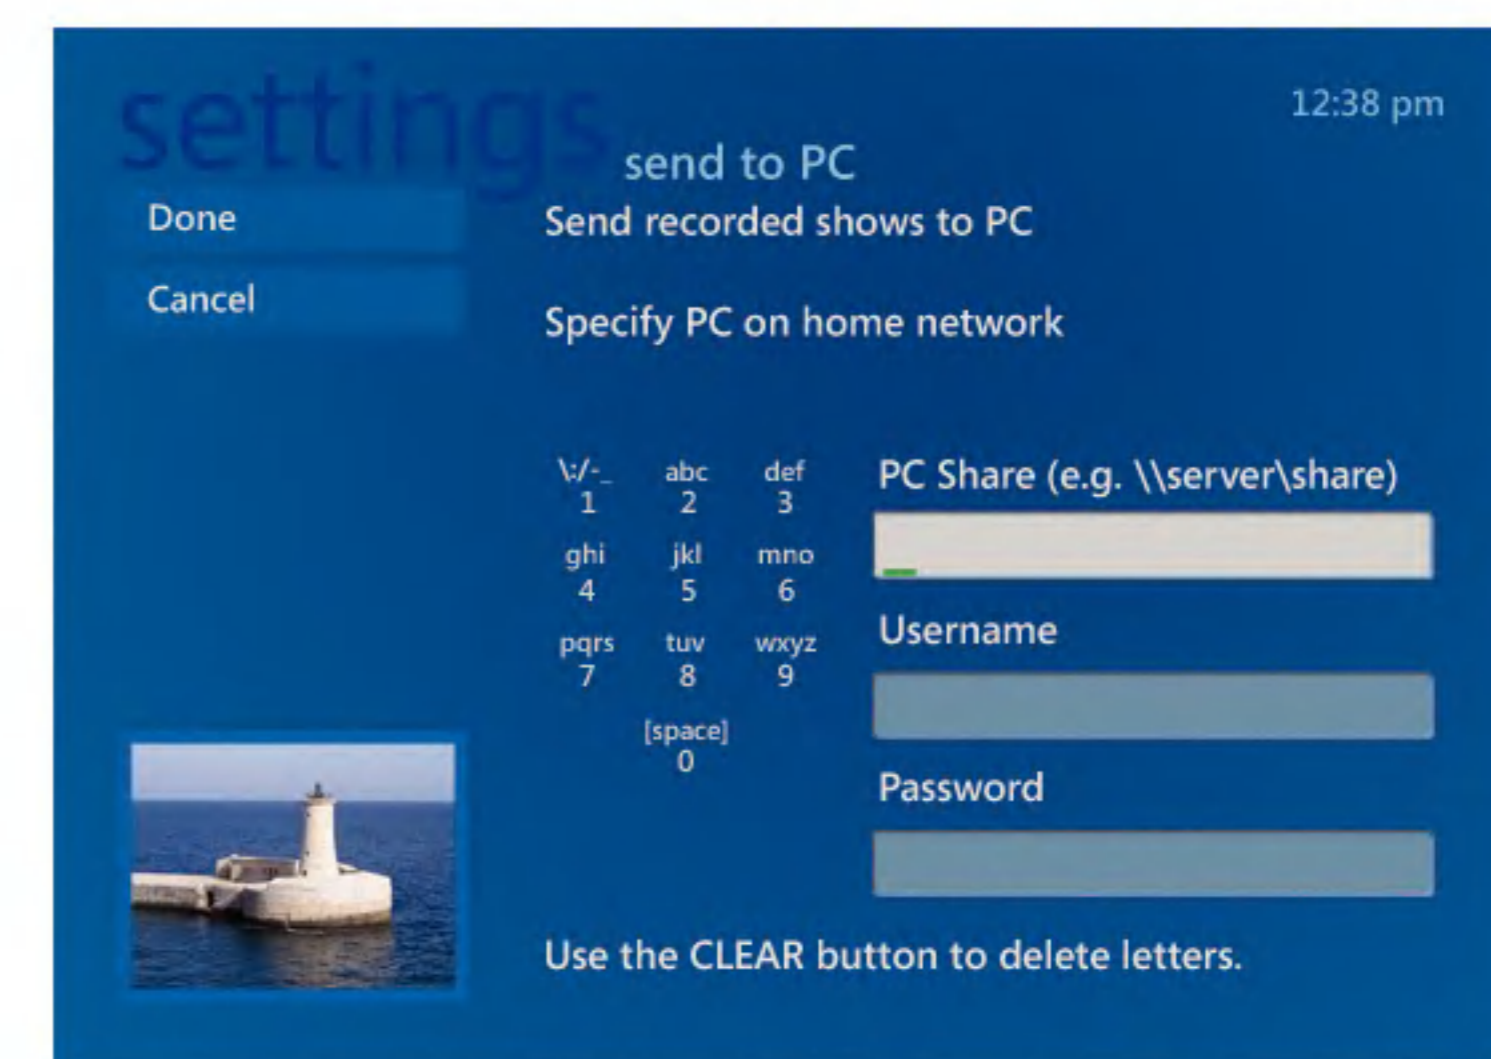 settings
12:38 pm
send to PC
Done
Send recorded shows to PC
Cancel
Specify PC on home network
\:/-_ abc def
1 2 3
ghi jkl mno
4 5 6
pqrs tuv wxyz
7 8 9
[space]
0
PC Share (e.g. \\server\share)
Username
Password
Use the CLEAR button to delete letters.